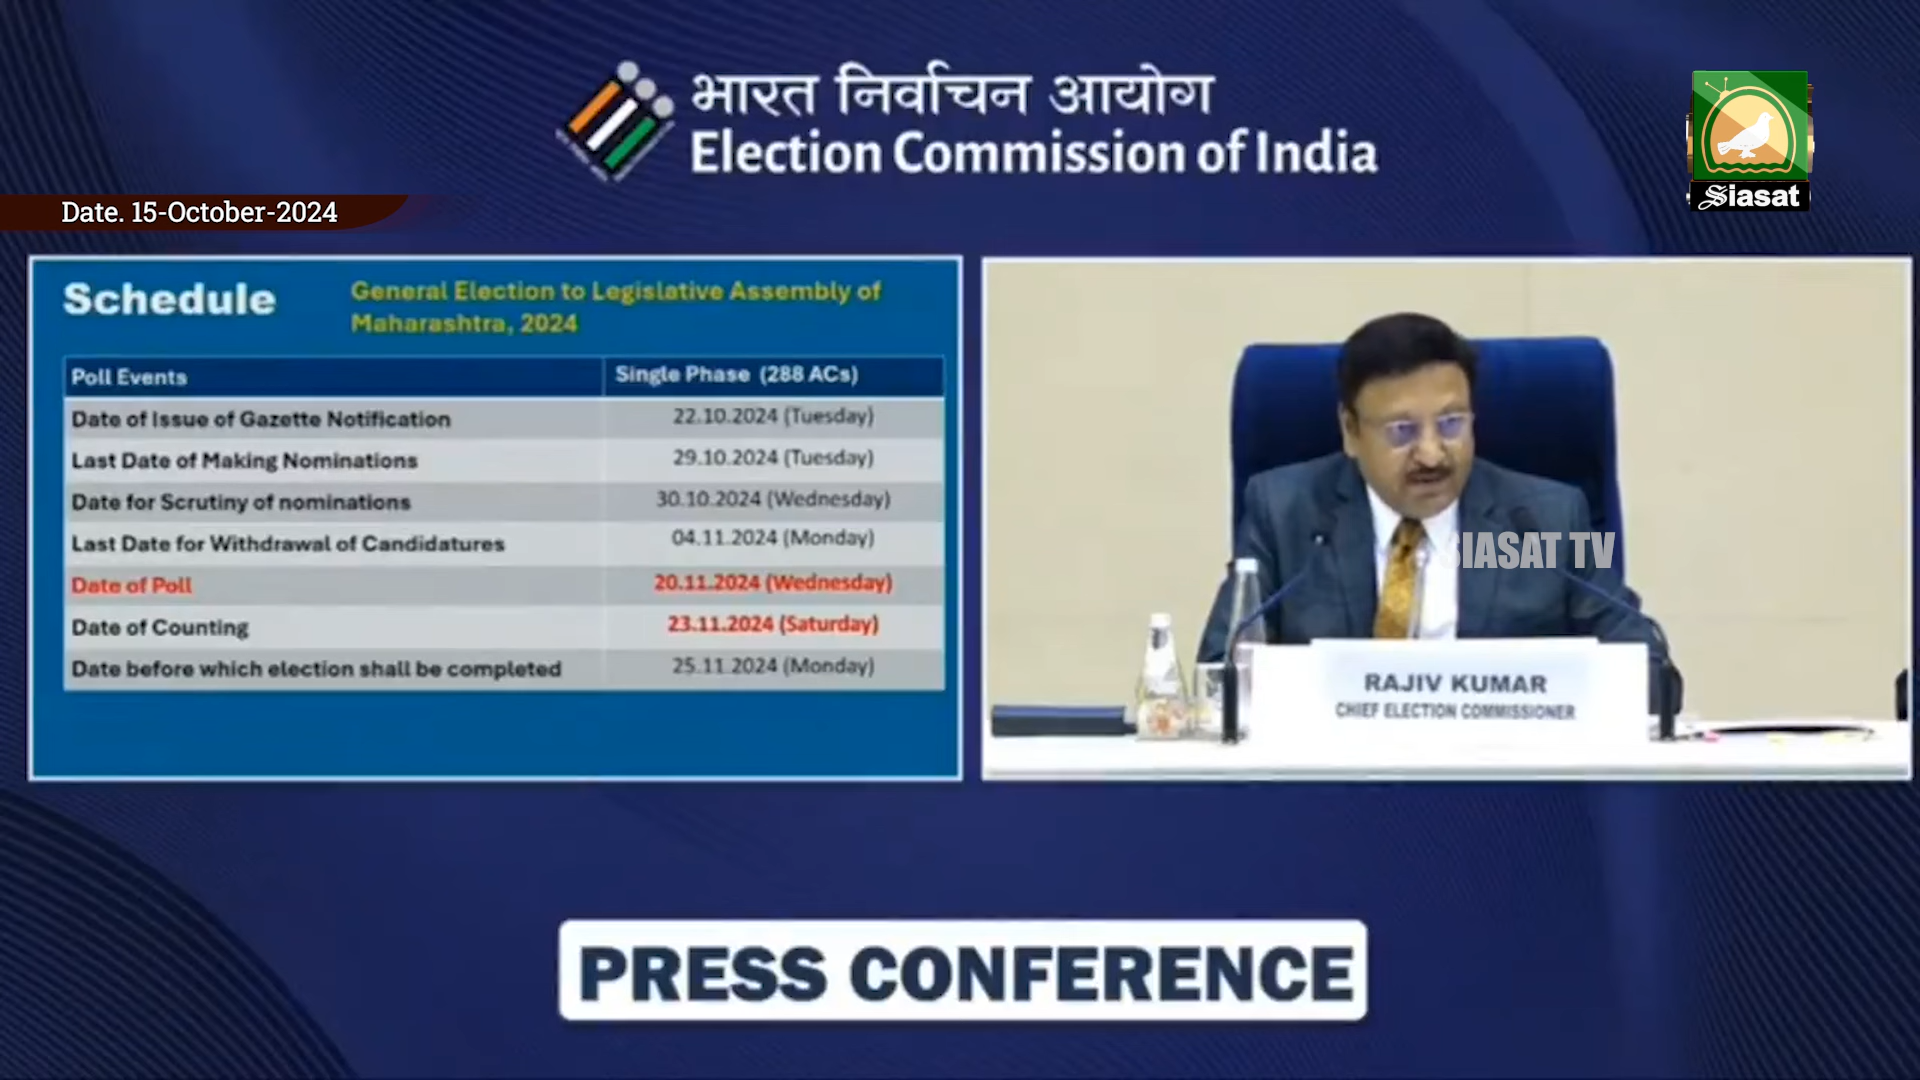 भारत निर्वाचन आयोग
Election Commission of India
Siasat
Date. 15-October-2024
Schedule
General Election to Legislative Assembly of
Maharashtra, 2024
Poll Events Single Phase (288 ACs)
Date of Issue of Gazette Notification 22.10.2024 (Tuesday)
Last Date of Making Nominations 29.10.2024 (Tuesday)
Date for Scrutiny of nominations 30.10.2024 (Wednesday)
Last Date for Withdrawal of Candidatures 04.11.2024 (Monday)
Date of Poll 20.11.2024 (Wednesday)
Date of Counting 23.11.2024 (Saturday)
Date before which election shall be completed 25.11.2024 (Monday)
SIASAT TV
RAJIV KUMAR
CHIEF ELECTION COMMISSIONER
PRESS CONFERENCE